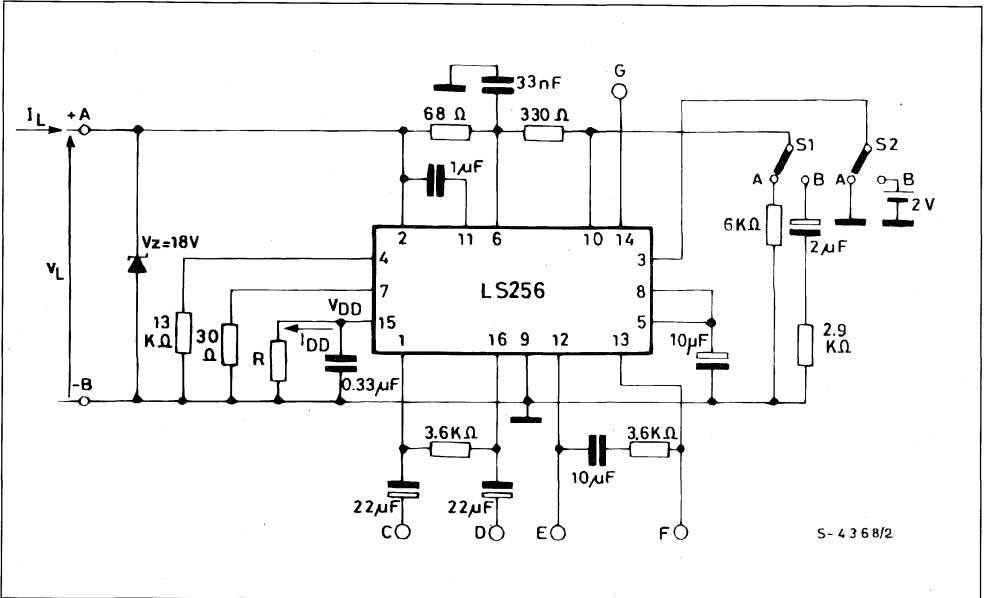 G
33nF
68 Ω
330 Ω
I_L
+A
1µF
S1
S2
A
B
A
B
2 V
6KΩ
2µF
2
11
6
10
14
Vz=18V
V_L
4
3
LS256
7
8
V_DD
15
5
I_DD
1
16
9
12
13
13
KΩ
30
Ω
R
0.33µF
10µF
2.9
KΩ
-B
3.6KΩ
3.6KΩ
10µF
22µF
22µF
C
D
E
F
S-4368/2